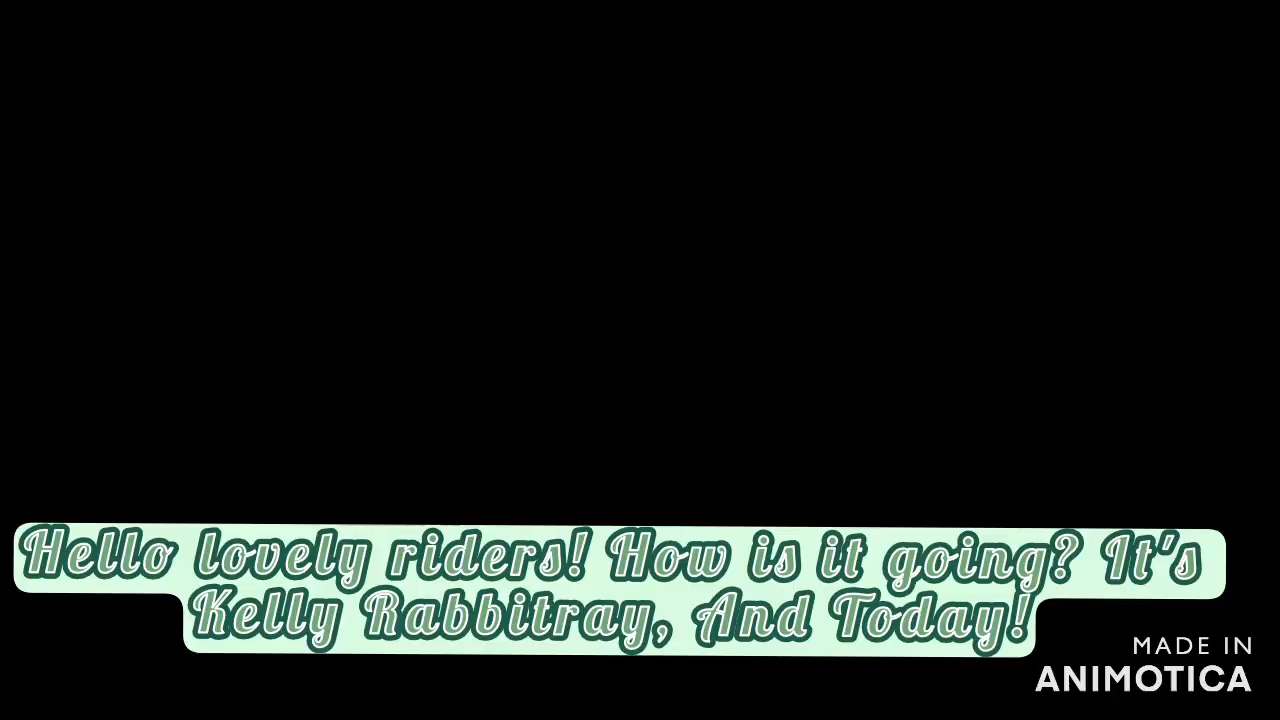 Hello lovely riders! How is it going? It's
Kelly Rabbitray, And Today!
MADE IN
ANIMOTICA